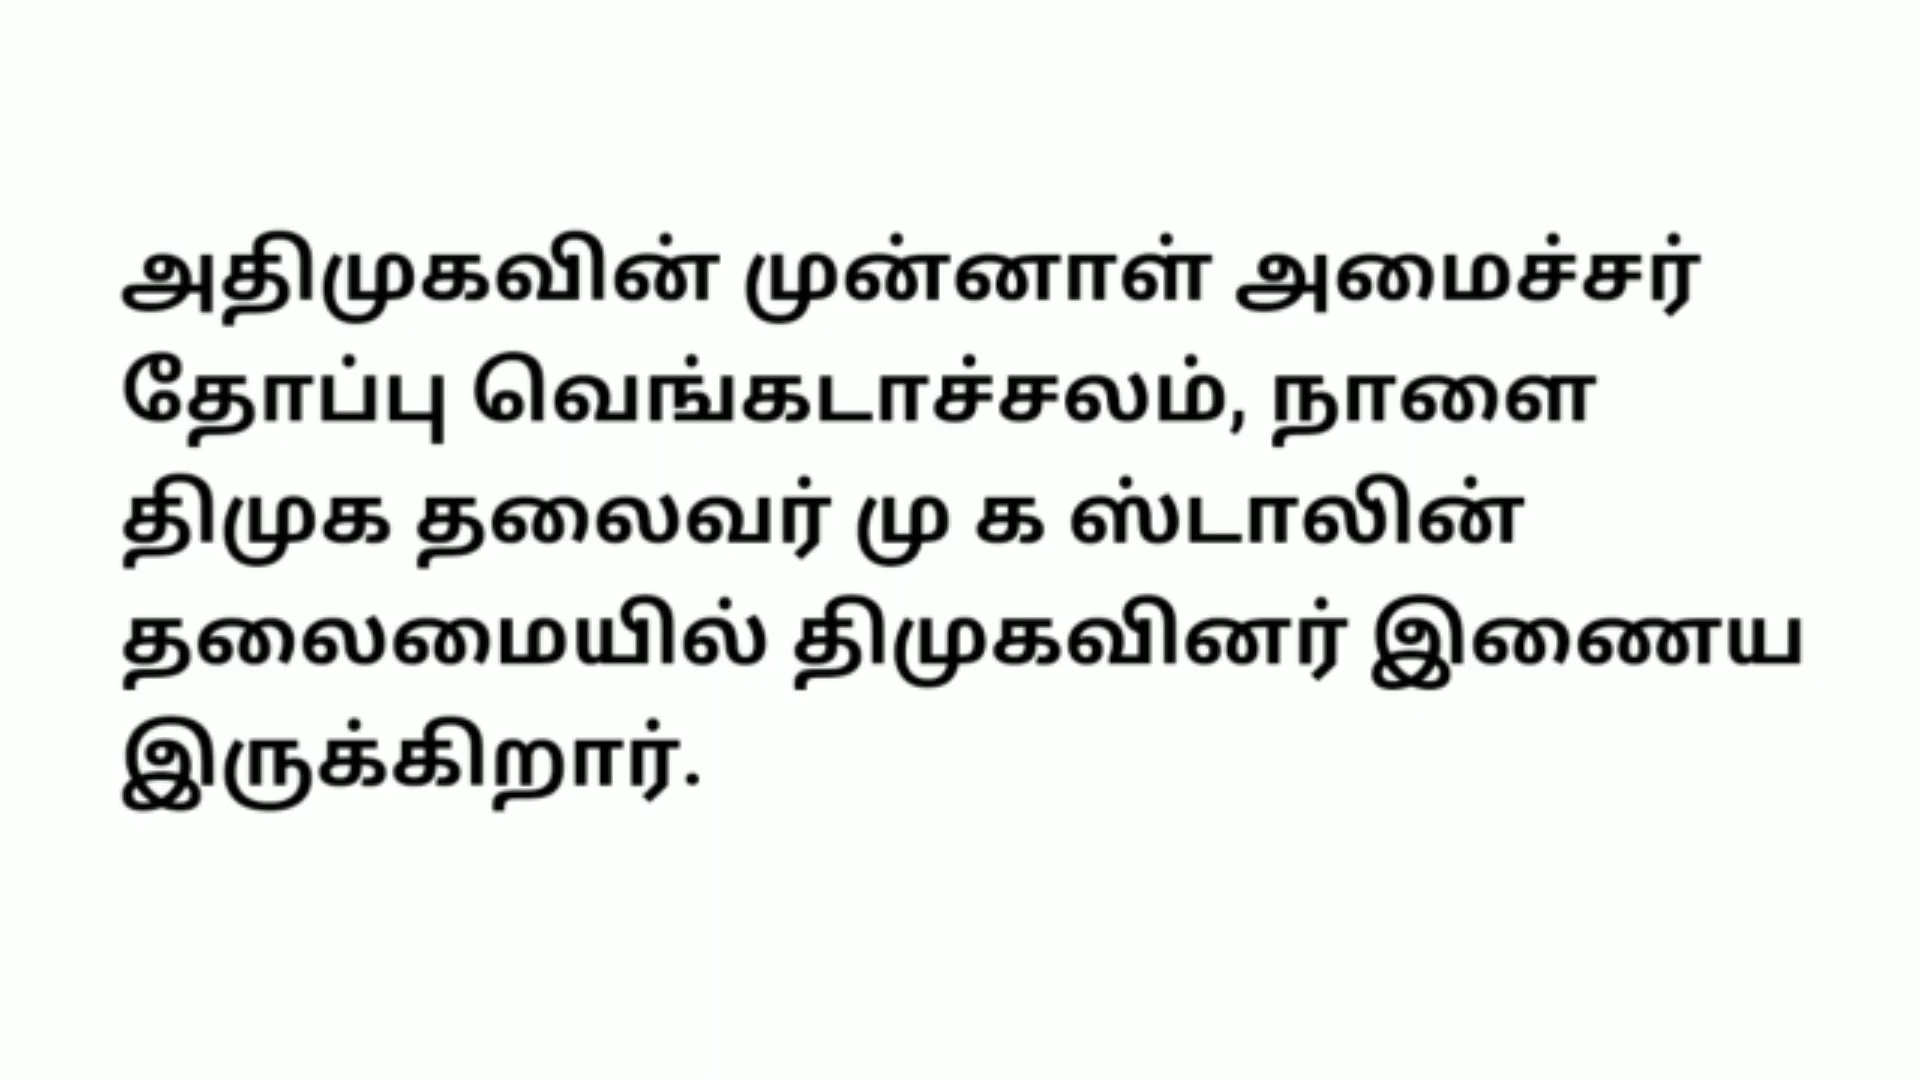 அதிமுகவின் முன்னாள் அமைச்சர்
தோப்பு வெங்கடாச்சலம், நாளை
திமுக தலைவர் மு க ஸ்டாலின்
தலைமையில் திமுகவினர் இணைய
இருக்கிறார்.